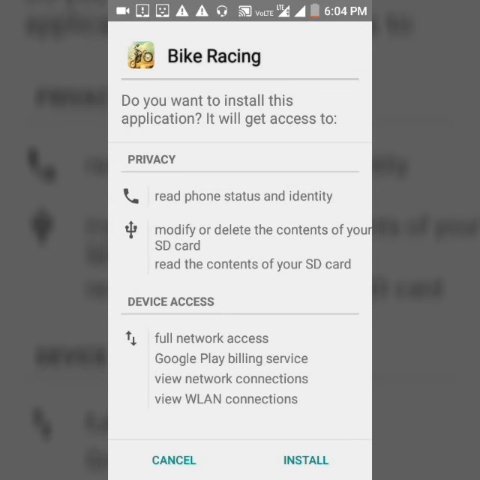 VoLTE LTE 6:04 PM
Bike Racing
Do you want to install this
application? It will get access to:
PRIVACY
read phone status and identity
modify or delete the contents of your
SD card
read the contents of your SD card
DEVICE ACCESS
full network access
Google Play billing service
view network connections
view WLAN connections
CANCEL INSTALL